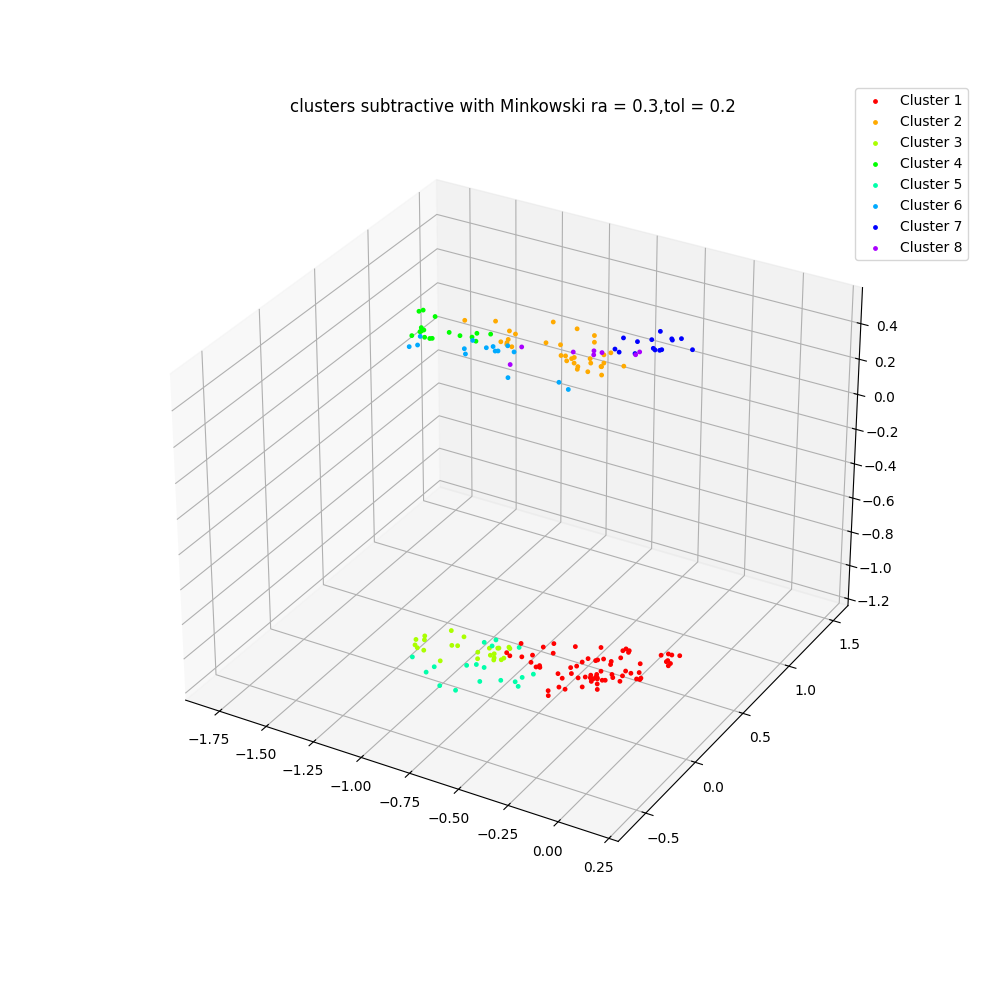 clusters subtractive with Minkowski ra = 0.3,tol = 0.2
Cluster 1
Cluster 2
Cluster 3
Cluster 4
Cluster 5
Cluster 6
Cluster 7
Cluster 8
0.4
0.2
0.0
−0.2
−0.4
−0.6
−0.8
−1.0
−1.2
1.5
1.0
0.5
0.0
−0.5
−1.75
−1.50
−1.25
−1.00
−0.75
−0.50
−0.25
0.00
0.25